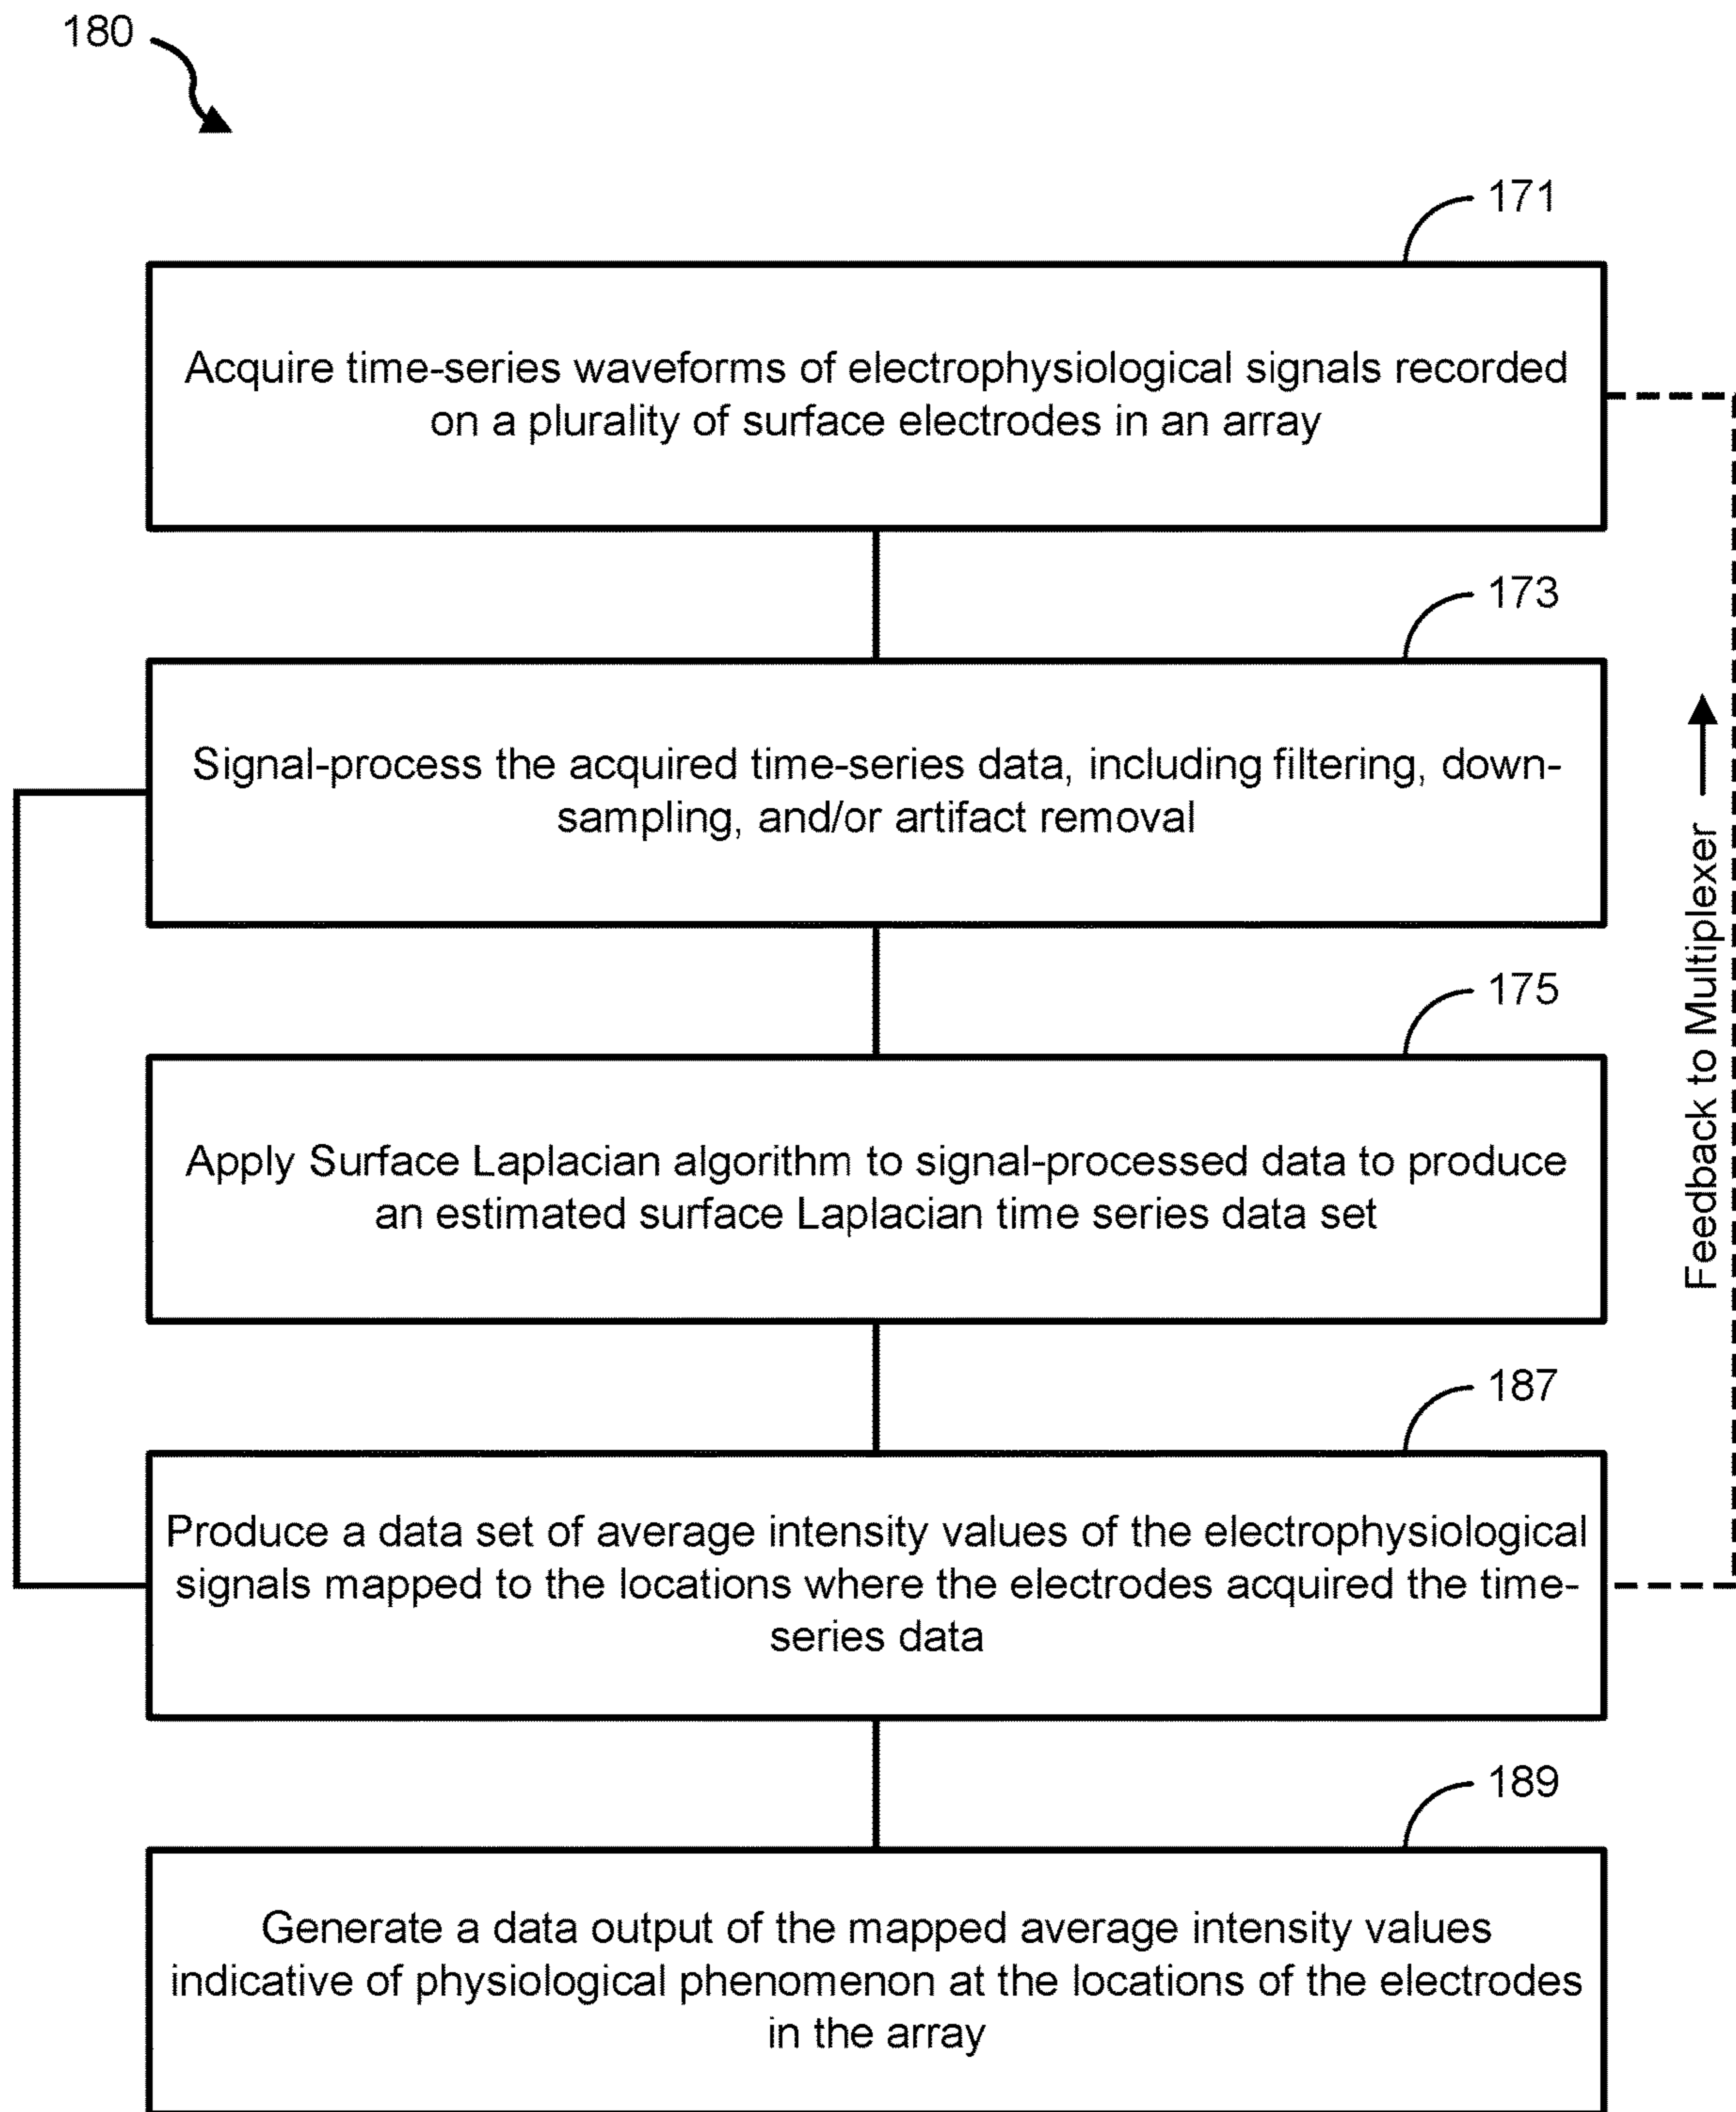 180
171
Acquire time-series waveforms of electrophysiological signals recorded
on a plurality of surface electrodes in an array
173
Signal-process the acquired time-series data, including filtering, down-
sampling, and/or artifact removal
175
Apply Surface Laplacian algorithm to signal-processed data to produce
an estimated surface Laplacian time series data set
187
Produce a data set of average intensity values of the electrophysiological
signals mapped to the locations where the electrodes acquired the time-
series data
189
Generate a data output of the mapped average intensity values
indicative of physiological phenomenon at the locations of the electrodes
in the array
Feedback to Multiplexer